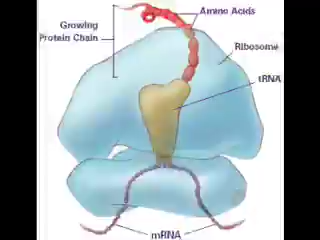 Amino Acids
Growing
Protein Chain
Ribosome
tRNA
mRNA